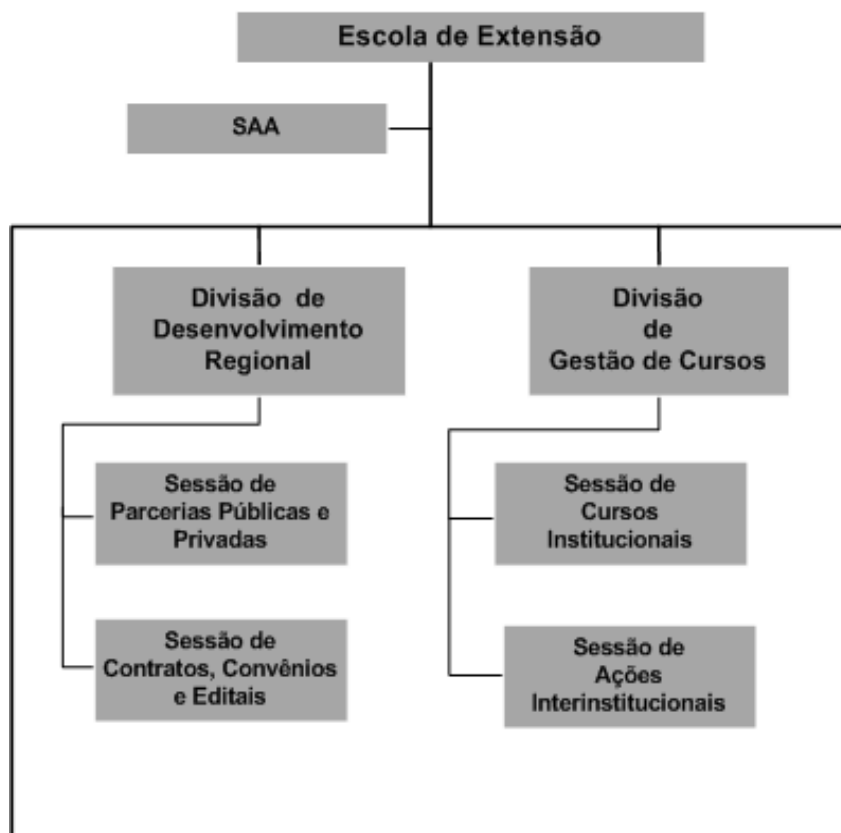 Escola de Extensão
SAA
Divisão de
Desenvolvimento
Regional
Divisão
de
Gestão de Cursos
Sessão de
Parcerias Públicas e
Privadas
Sessão de
Cursos
Institucionais
Sessão de
Contratos, Convênios
e Editais
Sessão de
Ações
Interinstitucionais